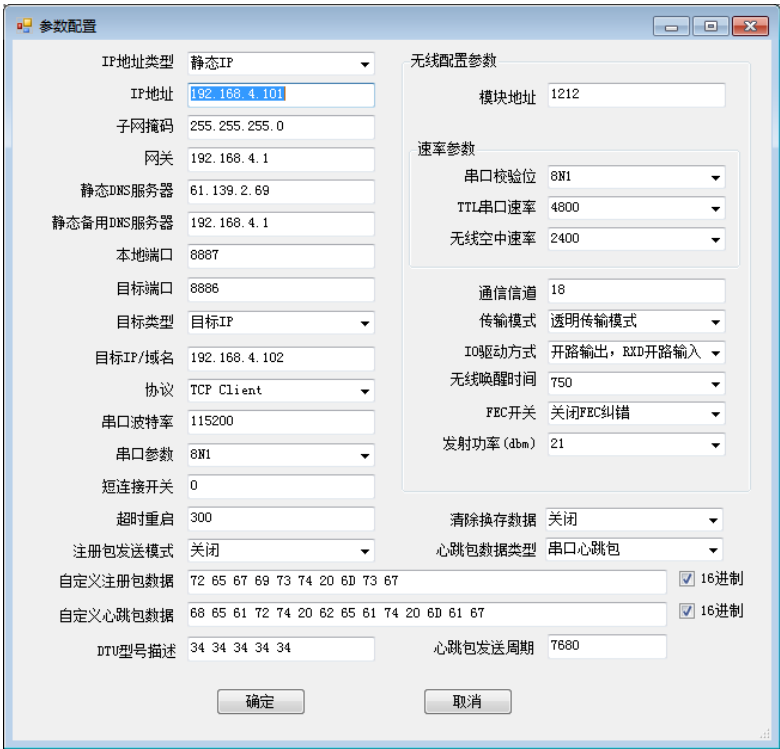 参数配置
IP地址类型 静态IP
IP地址 192.168.4.101
子网掩码 255.255.255.0
网关 192.168.4.1
静态DNS服务器 61.139.2.69
静态备用DNS服务器 192.168.4.1
本地端口 8887
目标端口 8886
目标类型 目标IP
目标IP/域名 192.168.4.102
协议 TCP Client
串口波特率 115200
串口参数 8N1
短连接开关 0
超时重启 300
注册包发送模式 关闭
无线配置参数
模块地址 1212
速率参数
串口校验位 8N1
TTL串口速率 4800
无线空中速率 2400
通信信道 18
传输模式 透明传输模式
IO驱动方式 开路输出，RXD开路输入
无线唤醒时间 750
FEC开关 关闭FEC纠错
发射功率(dbm) 21
清除换存数据 关闭
心跳包数据类型 串口心跳包
自定义注册包数据 72 65 67 69 73 74 20 6D 73 67 16进制
自定义心跳包数据 68 65 61 72 74 20 62 65 61 74 20 6D 61 67 16进制
DTU型号描述 34 34 34 34 34 心跳包发送周期 7680
确定 取消